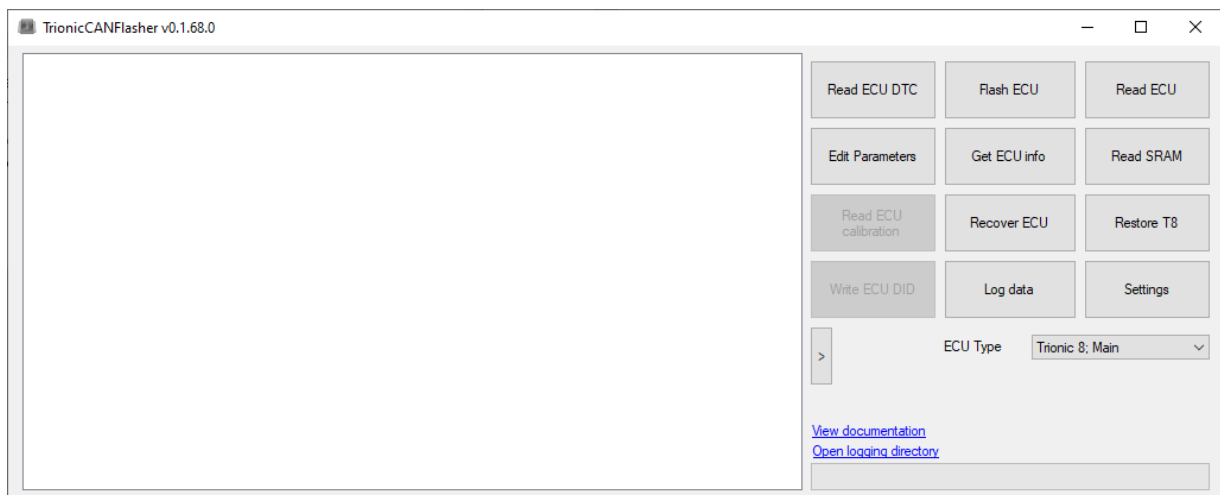 TrionicCANFlasher v0.1.68.0
Read ECU DTC
Flash ECU
Read ECU
Edit Parameters
Get ECU info
Read SRAM
Read ECU
calibration
Recover ECU
Restore T8
Write ECU DID
Log data
Settings
>
ECU Type
Trionic 8; Main
View documentation
Open logging directory